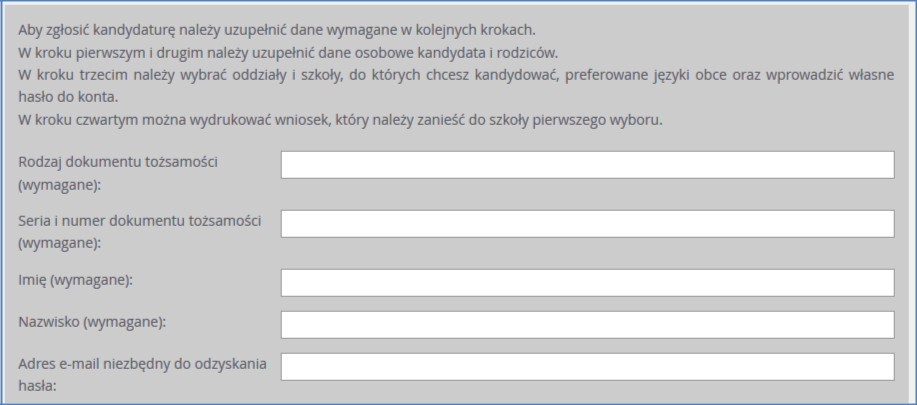 Aby zgłosić kandydaturę należy uzupełnić dane wymagane w kolejnych krokach.
W kroku pierwszym i drugim należy uzupełnić dane osobowe kandydata i rodziców.
W kroku trzecim należy wybrać oddziały i szkoły, do których chcesz kandydować, preferowane języki obce oraz wprowadzić własne
hasło do konta.
W kroku czwartym można wydrukować wniosek, który należy zanieść do szkoły pierwszego wyboru.
Rodzaj dokumentu tożsamości
(wymagane):
Seria i numer dokumentu tożsamości
(wymagane):
Imię (wymagane):
Nazwisko (wymagane):
Adres e-mail niezbędny do odzyskania
hasła: